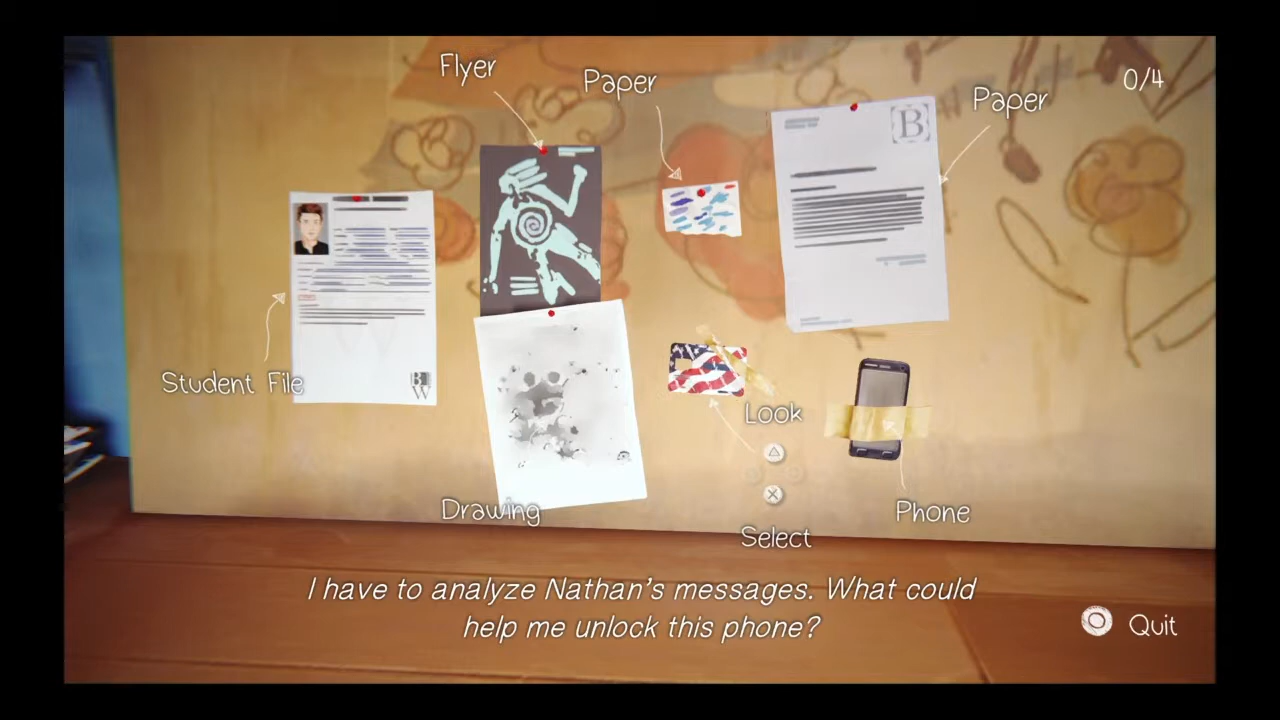 Flyer
Paper
0/4
Paper
B
Student File
B
W
Look
Drawing
Phone
Select
I have to analyze Nathan's messages. What could
help me unlock this phone?
Quit